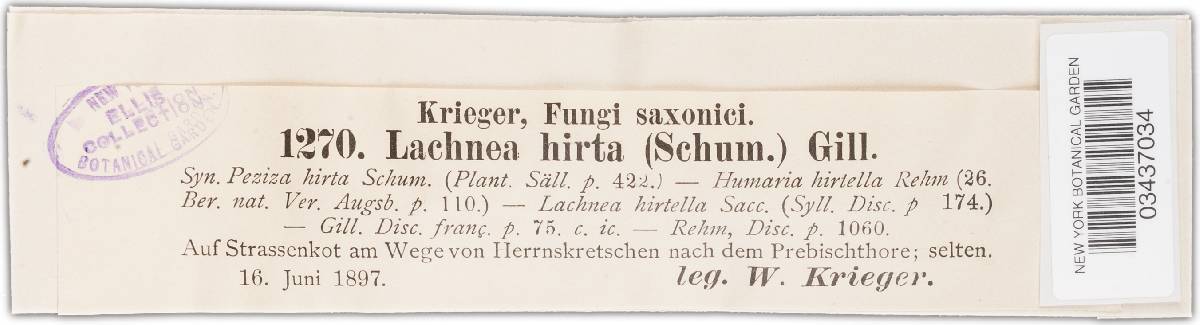 Krieger, Fungi saxonici.
1270. Lachnea hirta (Schum.) Gill.
Syn. Peziza hirta Schum. (Plant. Säll. p. 422.) — Humaria hirtella Rehm (26.
Ber. nat. Ver. Augsb. p. 110.) — Lachnea hirtella Sacc. (Syll. Disc. p 174.)
— Gill. Disc. franç. p. 75. c. ic. — Rehm, Disc. p. 1060.
Auf Strassenkot am Wege von Herrnskretschen nach dem Prebischthore; selten.
16. Juni 1897. leg. W. Krieger.
NEW
ELLIS
COLLECTION
BOTANICAL GARDEN
NEW YORK BOTANICAL GARDEN
03437034